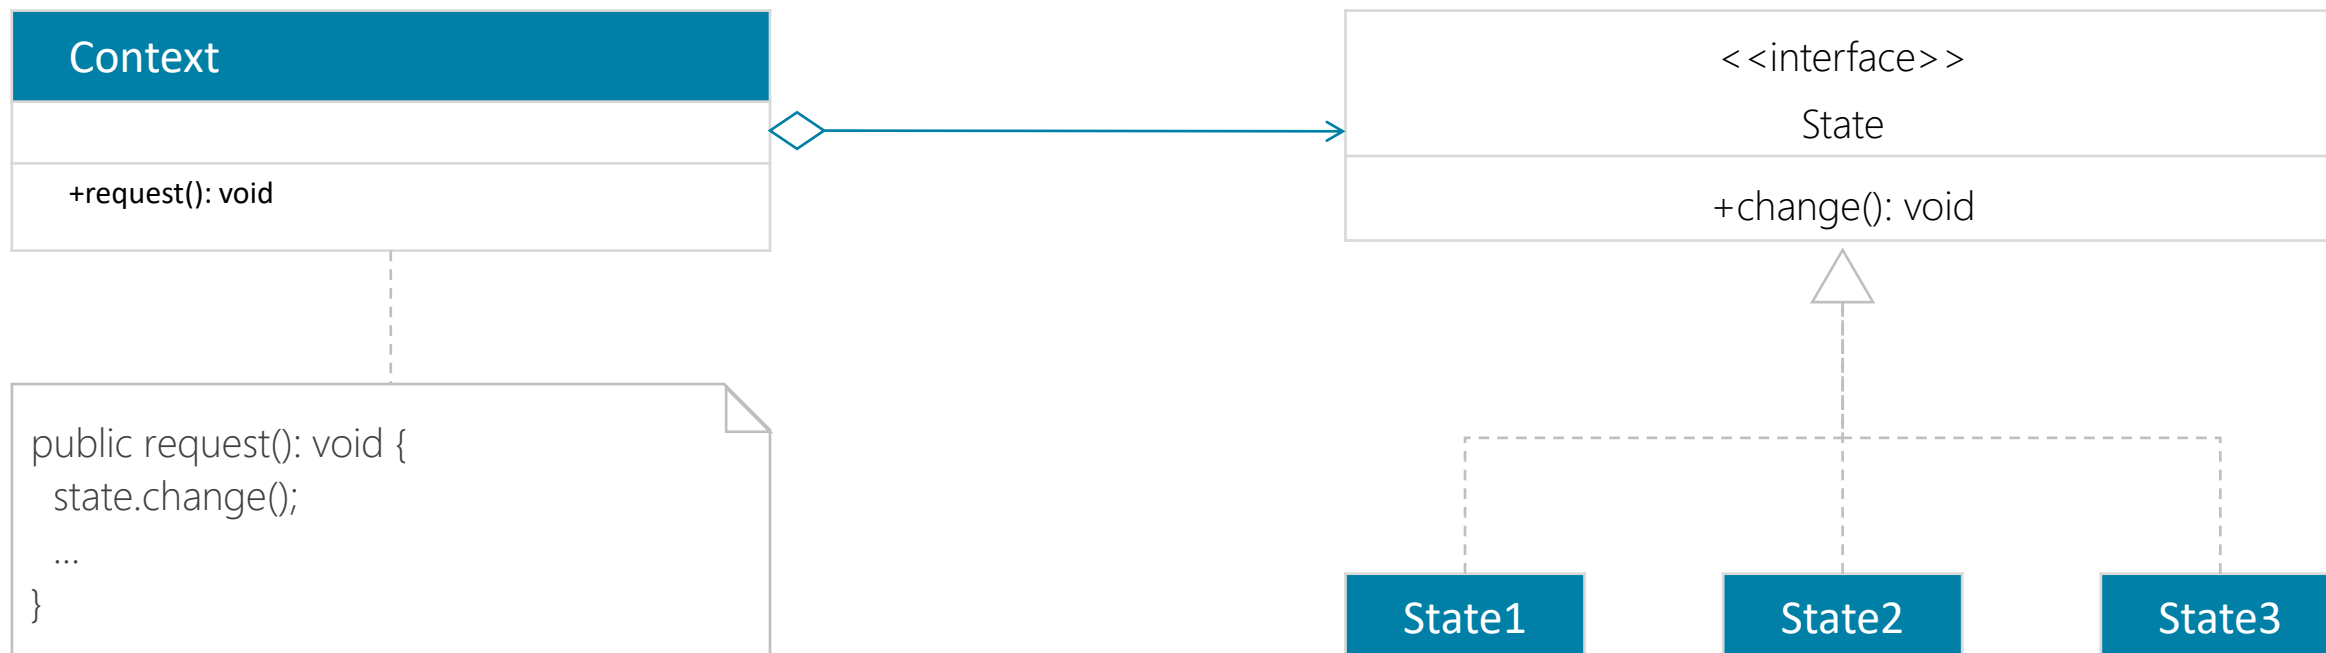 Context
+request(): void
<<interface>>
State
+change(): void
public request(): void {
state.change();
...
}
State1
State2
State3